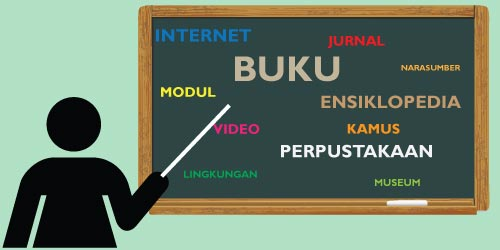 INTERNET
JURNAL
BUKU
NARASUMBER
MODUL
ENSIKLOPEDIA
VIDEO
KAMUS
PERPUSTAKAAN
LINGKUNGAN
MUSEUM